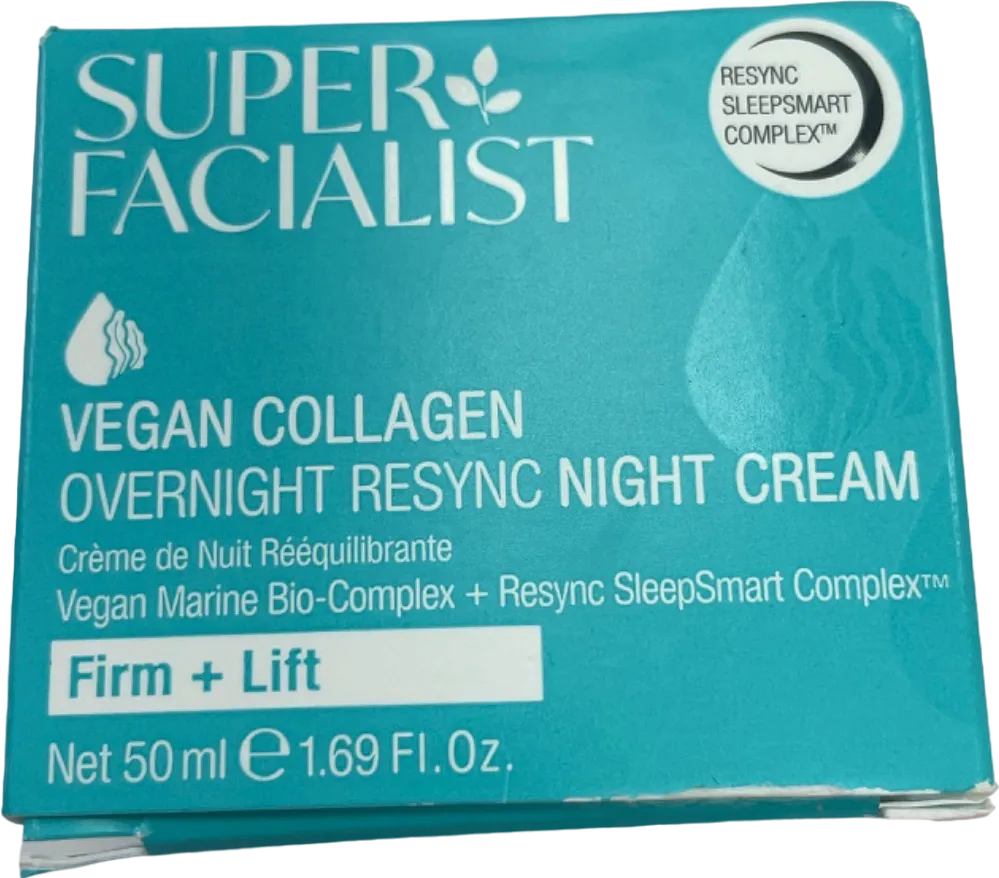 SUPER
FACIALIST
RESYNC
SLEEPSMART
COMPLEX™
VEGAN COLLAGEN
OVERNIGHT RESYNC NIGHT CREAM
Crème de Nuit Rééquilibrante
Vegan Marine Bio-Complex + Resync SleepSmart Complex™
Firm + Lift
Net 50 ml ℮ 1.69 Fl.Oz.